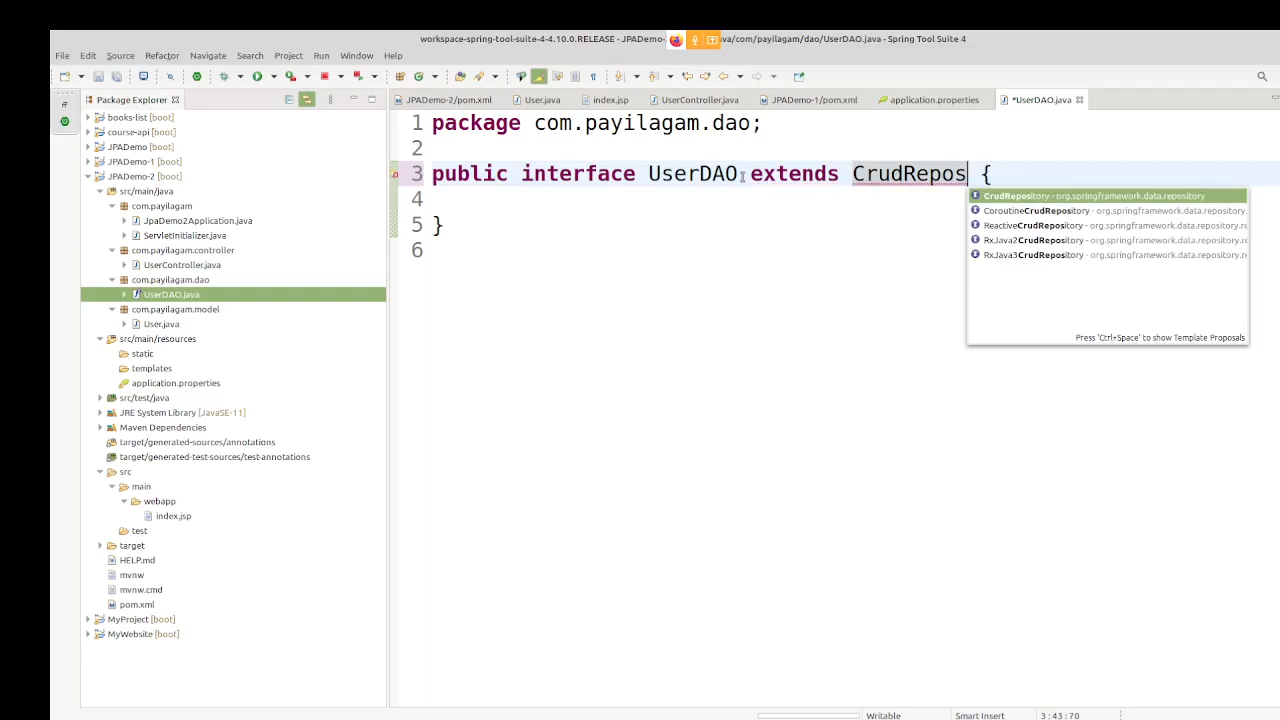 workspace-spring-tool-suite-4-4.10.0.RELEASE - JPADemo- ava/com/payilagam/dao/UserDAO.java - Spring Tool Suite 4
File Edit Source Refactor Navigate Search Project Run Window Help
Package Explorer
JPADemo-2/pom.xml User.java index.jsp UserController.java JPADemo-1/pom.xml application.properties *UserDAO.java
books-list [boot]
course-api [boot]
JPADemo [boot]
JPADemo-1 [boot]
JPADemo-2 [boot]
src/main/java
com.payilagam
JpaDemo2Application.java
ServletInitializer.java
com.payilagam.controller
UserController.java
com.payilagam.dao
UserDAO.java
com.payilagam.model
User.java
src/main/resources
static
templates
application.properties
src/test/java
JRE System Library [JavaSE-11]
Maven Dependencies
target/generated-sources/annotations
target/generated-test-sources/test-annotations
src
main
webapp
index.jsp
test
target
HELP.md
mvnw
mvnw.cmd
pom.xml
MyProject [boot]
MyWebsite [boot]
1 package com.payilagam.dao;
2
3 public interface UserDAO extends CrudRepos {
4
5 }
6
CrudRepository - org.springframework.data.repository
CoroutineCrudRepository - org.springframework.data.repository.
ReactiveCrudRepository - org.springframework.data.repository.re
RxJava2CrudRepository - org.springframework.data.repository.re
RxJava3CrudRepository - org.springframework.data.repository.re
Press 'Ctrl+Space' to show Template Proposals
Writable Smart Insert 3 : 43 : 70